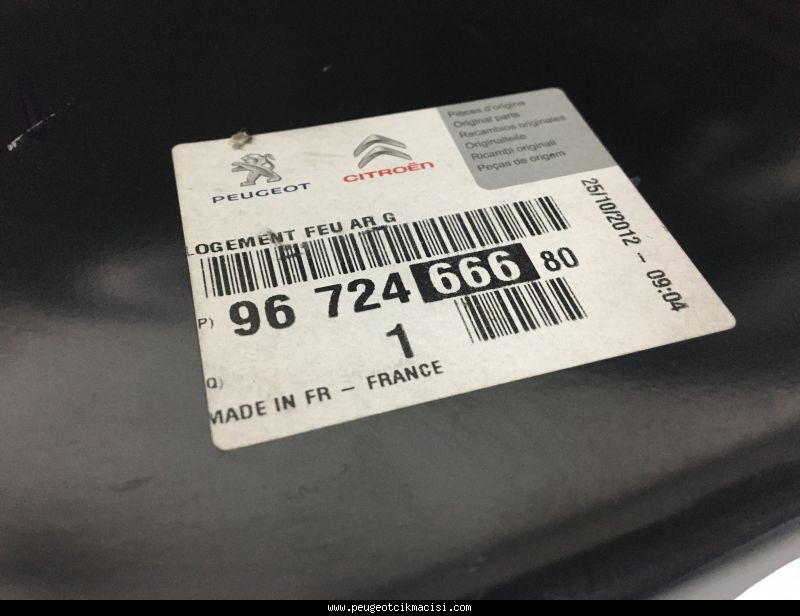 PEUGEOT
CITROËN
Pièces d'origine
Original parts
Recambios originales
Originalteile
Ricambi originali
Peças de origem
LOGEMENT FEU AR G
P) 96 724 666 80
1
Q)
MADE IN FR - FRANCE
25/10/2012 - 09:04
www.peugeotcikmacisi.com